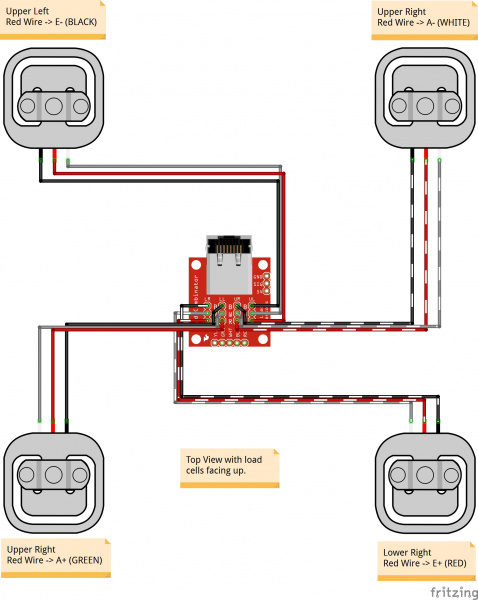 Upper Left
Red Wire -> E- (BLACK)
Upper Right
Red Wire -> A- (WHITE)
GND
Top View with load
cells facing up.
Upper Right
Red Wire -> A+ (GREEN)
Lower Right
Red Wire -> E+ (RED)
fritzing